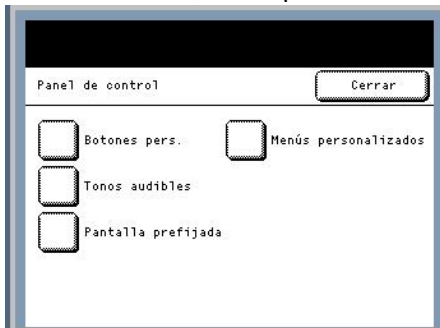 Panel de control Cerrar
Botones pers. Menús personalizados
Tonos audibles
Pantalla prefijada